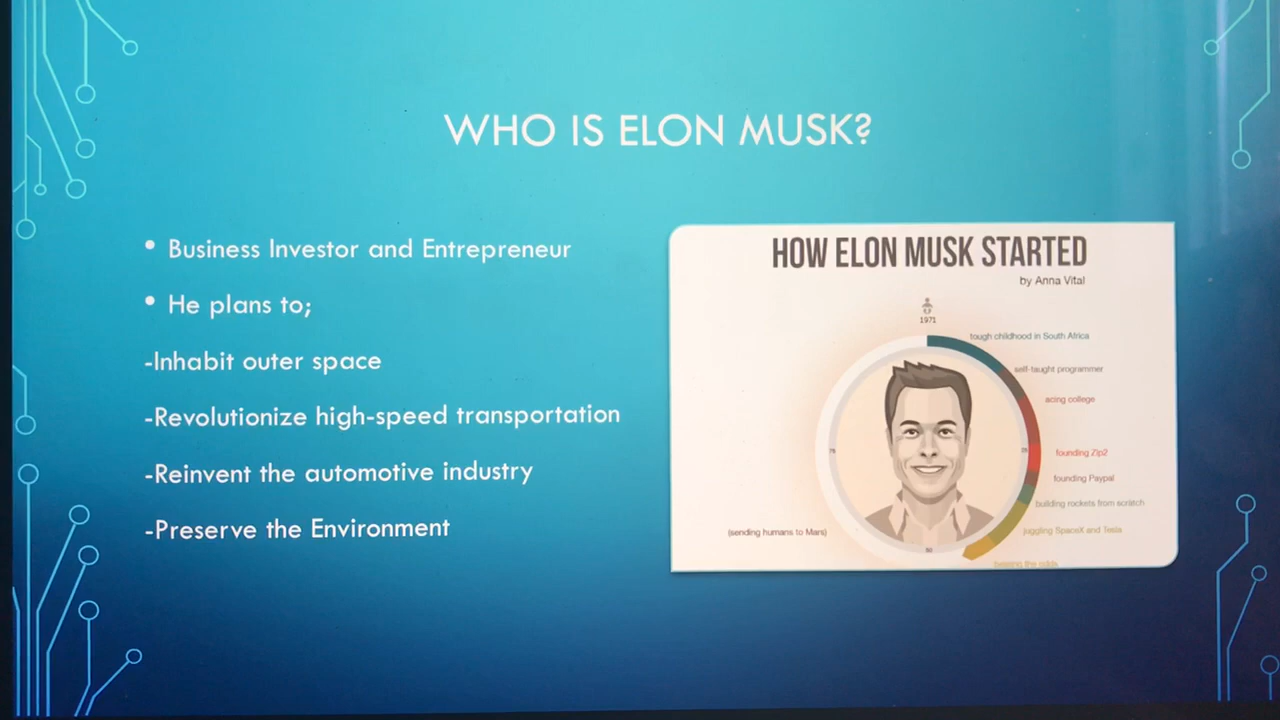 WHO IS ELON MUSK?
• Business Investor and Entrepreneur
• He plans to;
-Inhabit outer space
-Revolutionize high-speed transportation
-Reinvent the automotive industry
-Preserve the Environment
HOW ELON MUSK STARTED
by Anna Vital
1971
tough childhood in South Africa
self-taught programmer
acing college
75
25
founding Zip2
founding Paypal
building rockets from scratch
juggling SpaceX and Tesla
(sending humans to Mars)
50